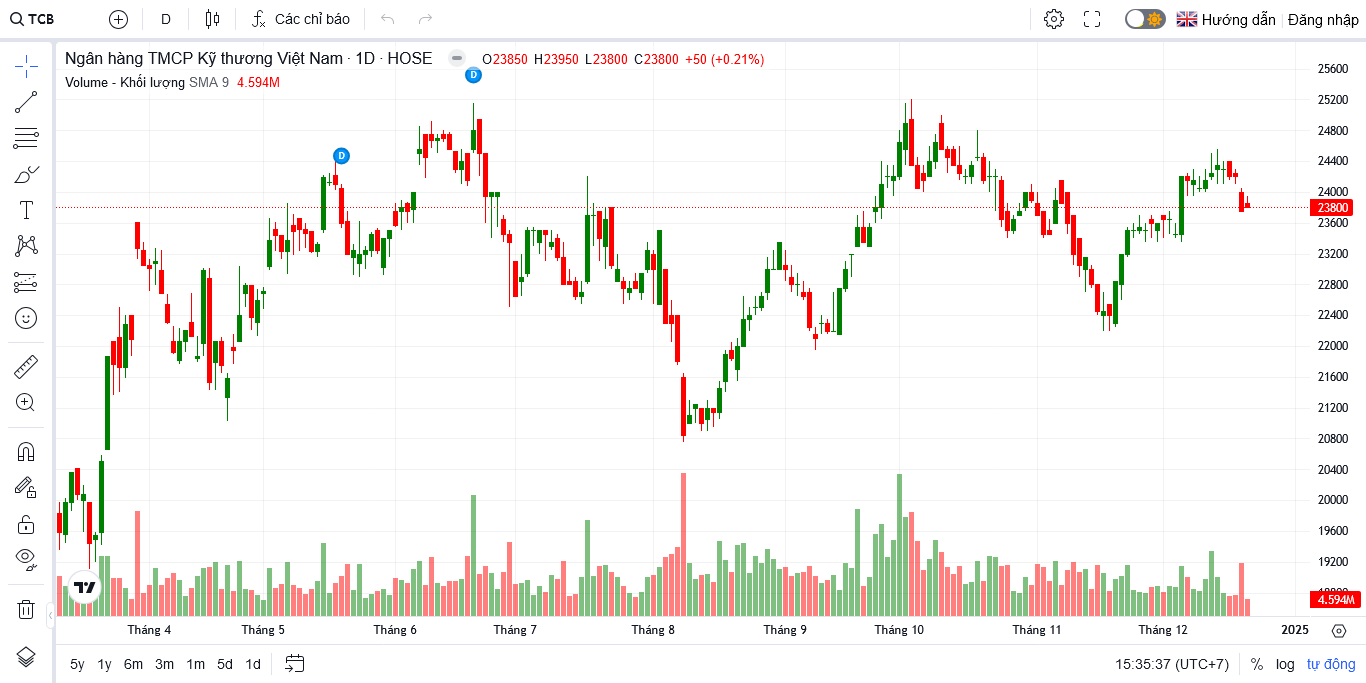 TCB
D
Các chỉ báo
Hướng dẫn
Đăng nhập
Ngân hàng TMCP Kỹ thương Việt Nam · 1D · HOSE
O23850 H23950 L23800 C23800 +50 (+0.21%)
Volume - Khối lượng SMA 9 4.594M
D
D
25600
25200
24800
24400
24000
23800
23600
23200
22800
22400
22000
21600
21200
20800
20400
20000
19600
19200
4.594M
Tháng 4 Tháng 5 Tháng 6 Tháng 7 Tháng 8 Tháng 9 Tháng 10 Tháng 11 Tháng 12 2025
5y 1y 6m 3m 1m 5d 1d
15:35:37 (UTC+7) % log tự động